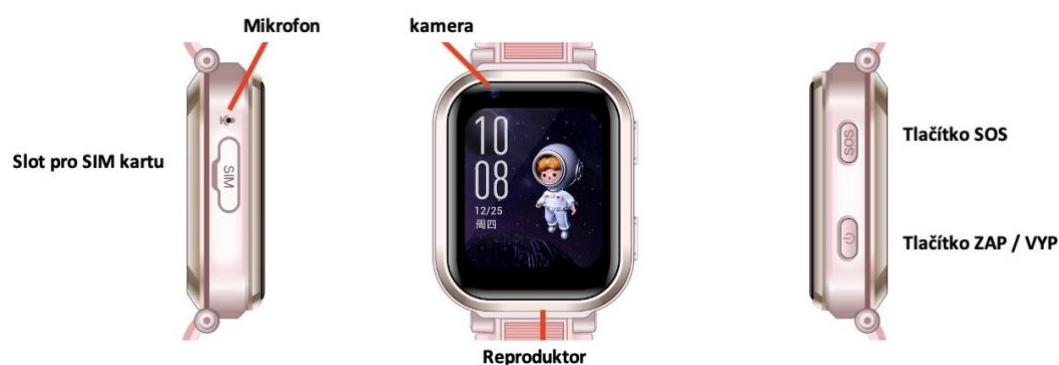 Mikrofon
kamera
Slot pro SIM kartu
SIM
10
08
12/25
周四
SOS
Tlačítko SOS
Tlačítko ZAP / VYP
Reproduktor